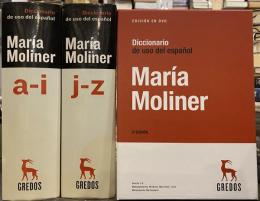 Diccionario
de uso del español
María
Moliner
a-i
GREDOS
Diccionario
de uso del español
María
Moliner
j-z
GREDOS
EDICIÓN EN DVD
Diccionario
de uso del español
María
Moliner
GREDOS